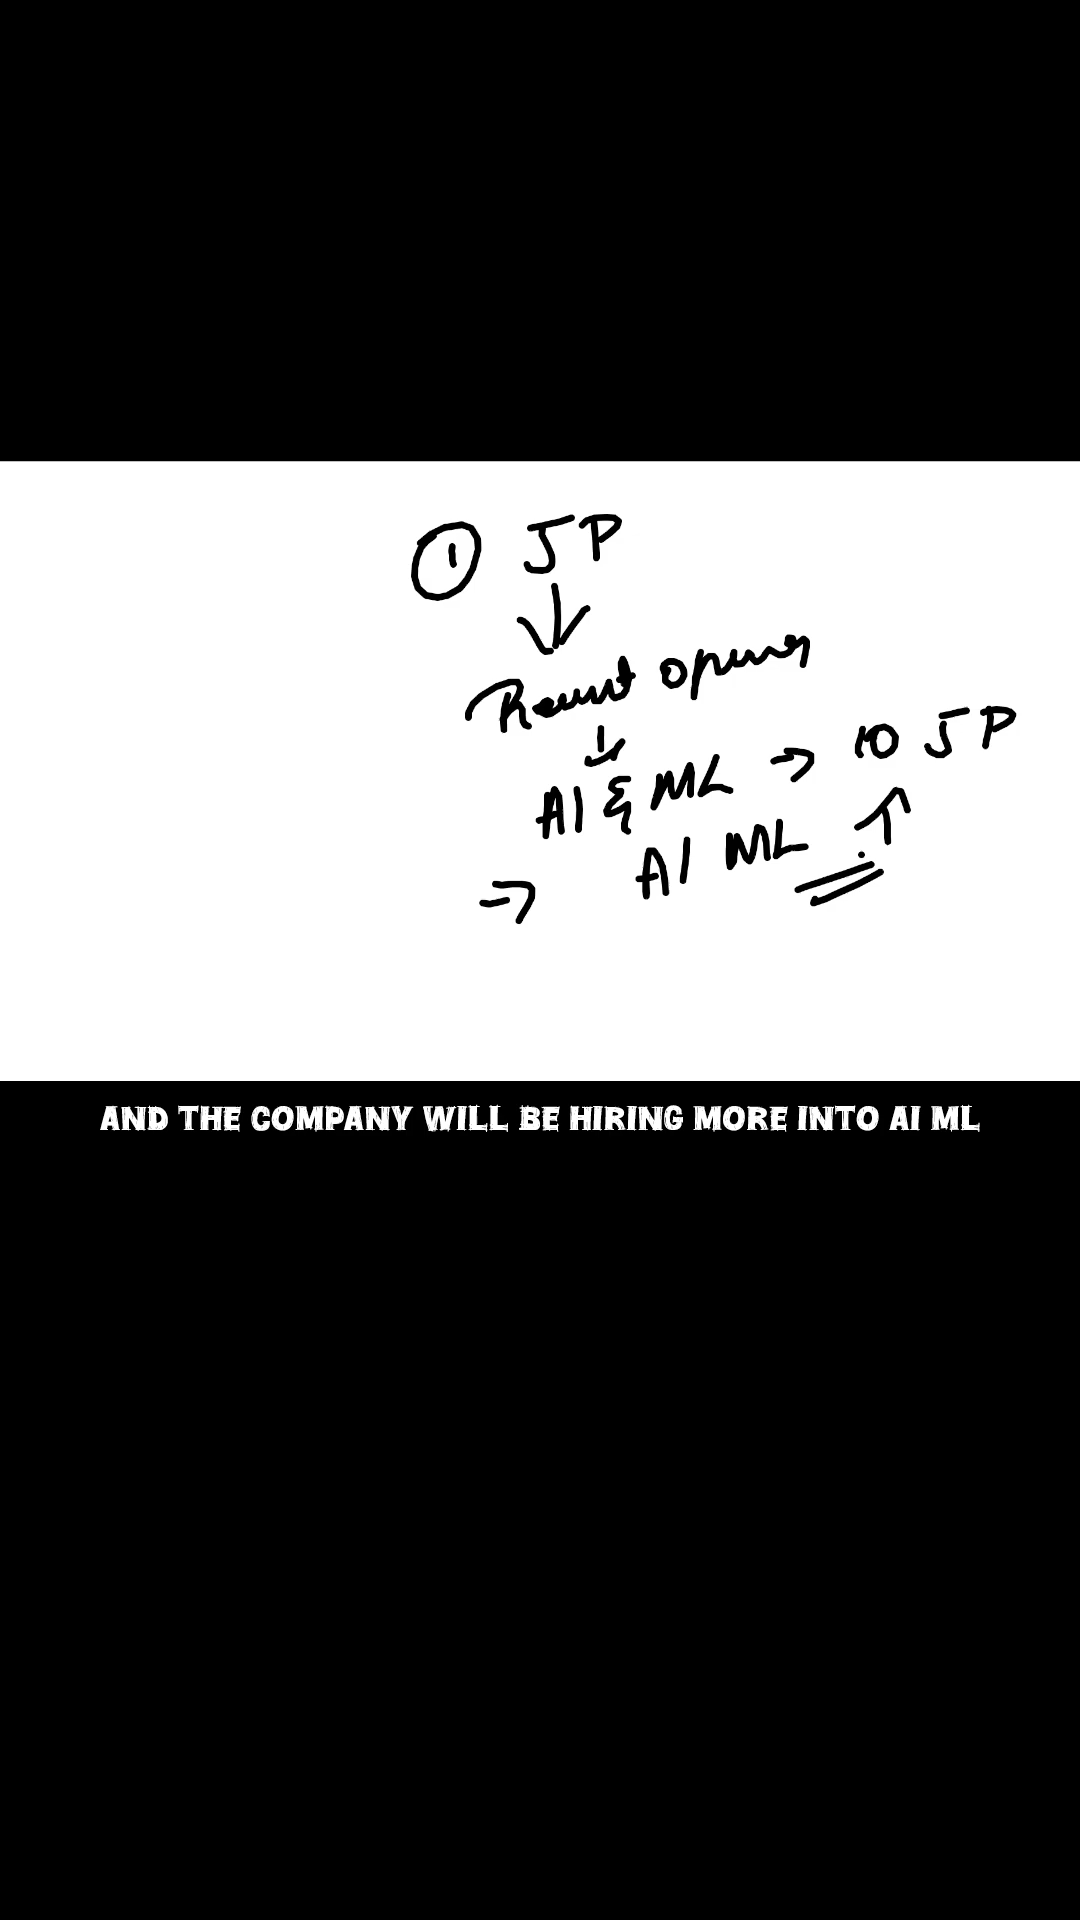 ① JP
↓
Recent openings
↓
AI & ML → 10 JP
→ AI ML ↑
AND THE COMPANY WILL BE HIRING MORE INTO AI ML